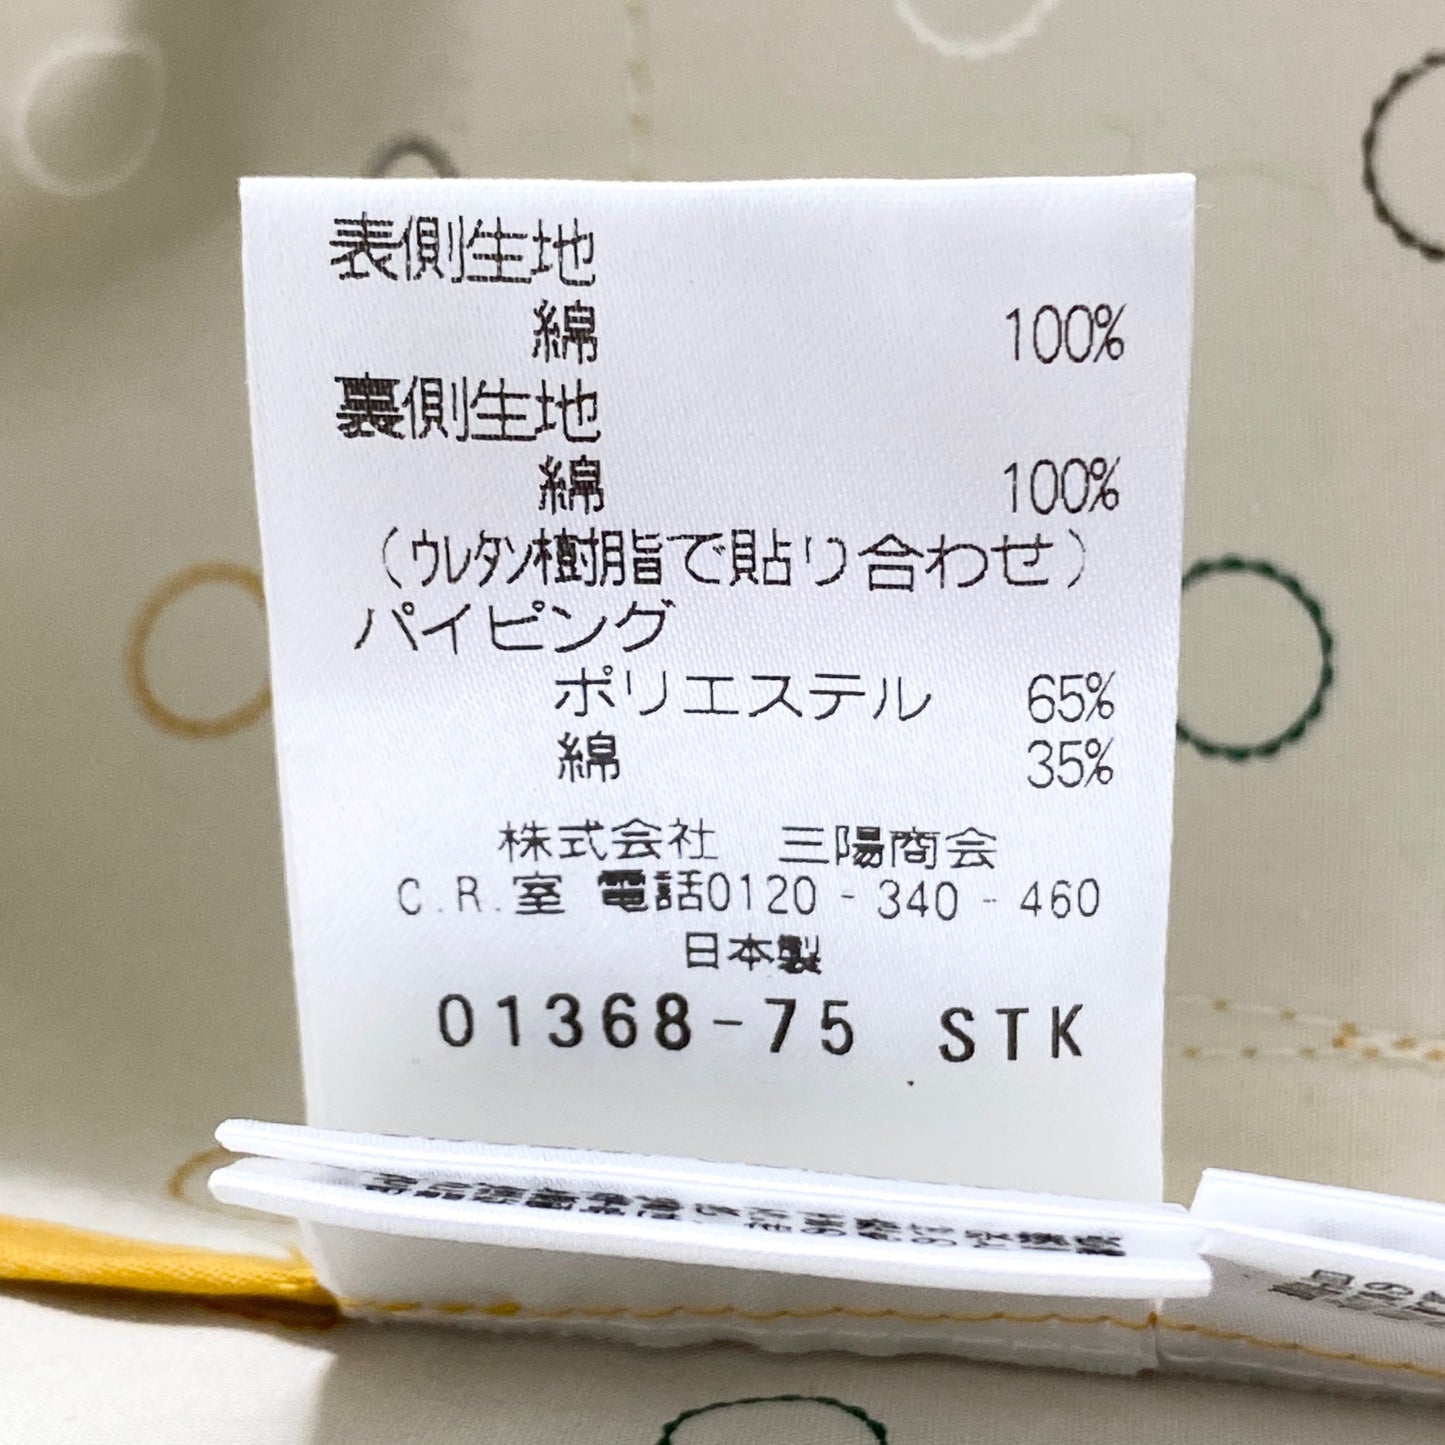 表側生地
綿 100%
裏側生地
綿 100%
(ウレタン樹脂で貼り合わせ)
パイピング
ポリエステル 65%
綿 35%
株式会社 三陽商会
C.R.室 電話0120-340-460
日本製
01368-75 STK